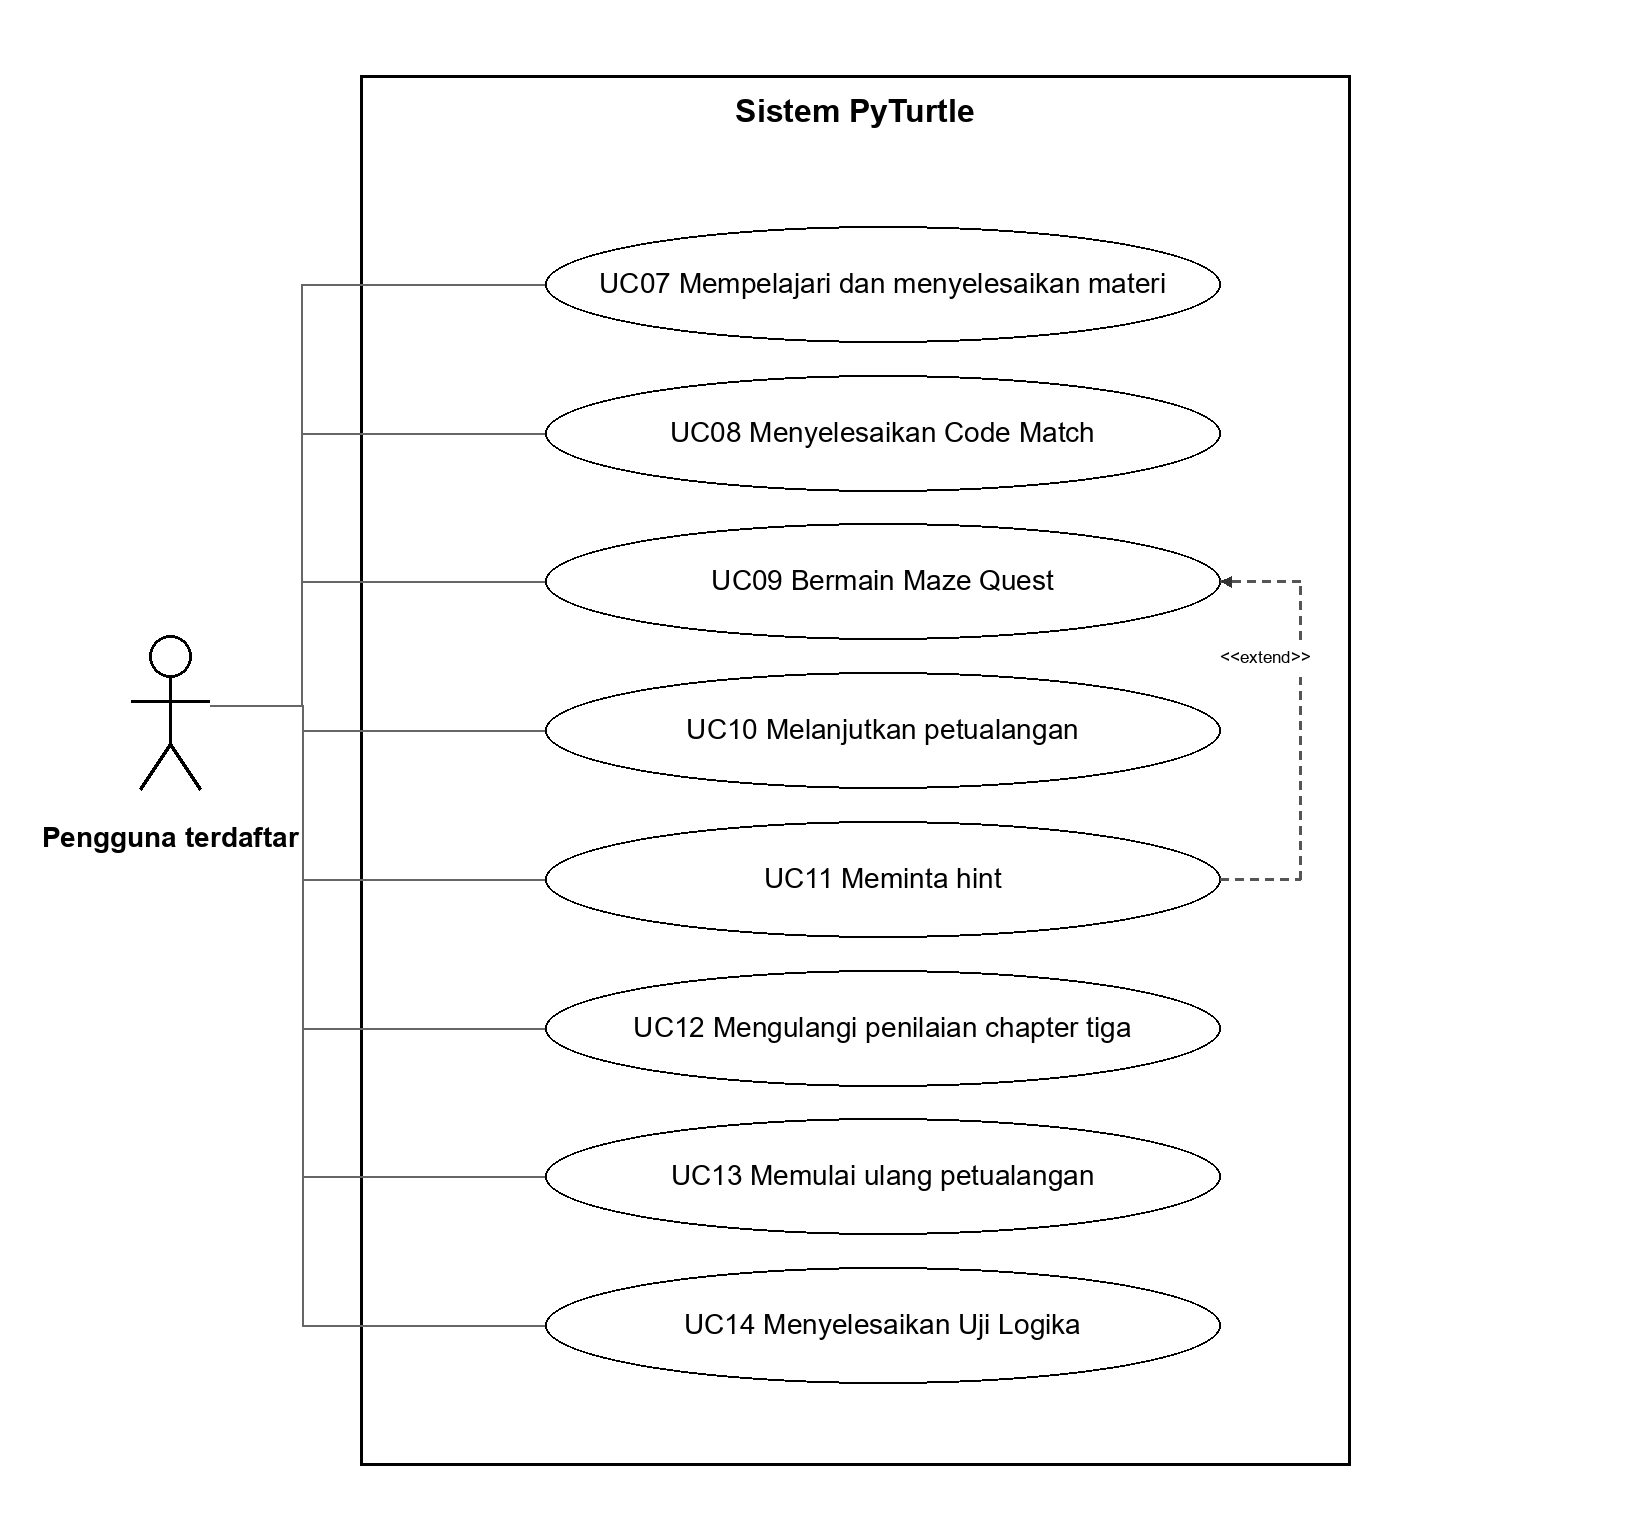 Sistem PyTurtle
UC07 Mempelajari dan menyelesaikan materi
UC08 Menyelesaikan Code Match
UC09 Bermain Maze Quest
<<extend>>
UC10 Melanjutkan petualangan
Pengguna terdaftar
UC11 Meminta hint
UC12 Mengulangi penilaian chapter tiga
UC13 Memulai ulang petualangan
UC14 Menyelesaikan Uji Logika